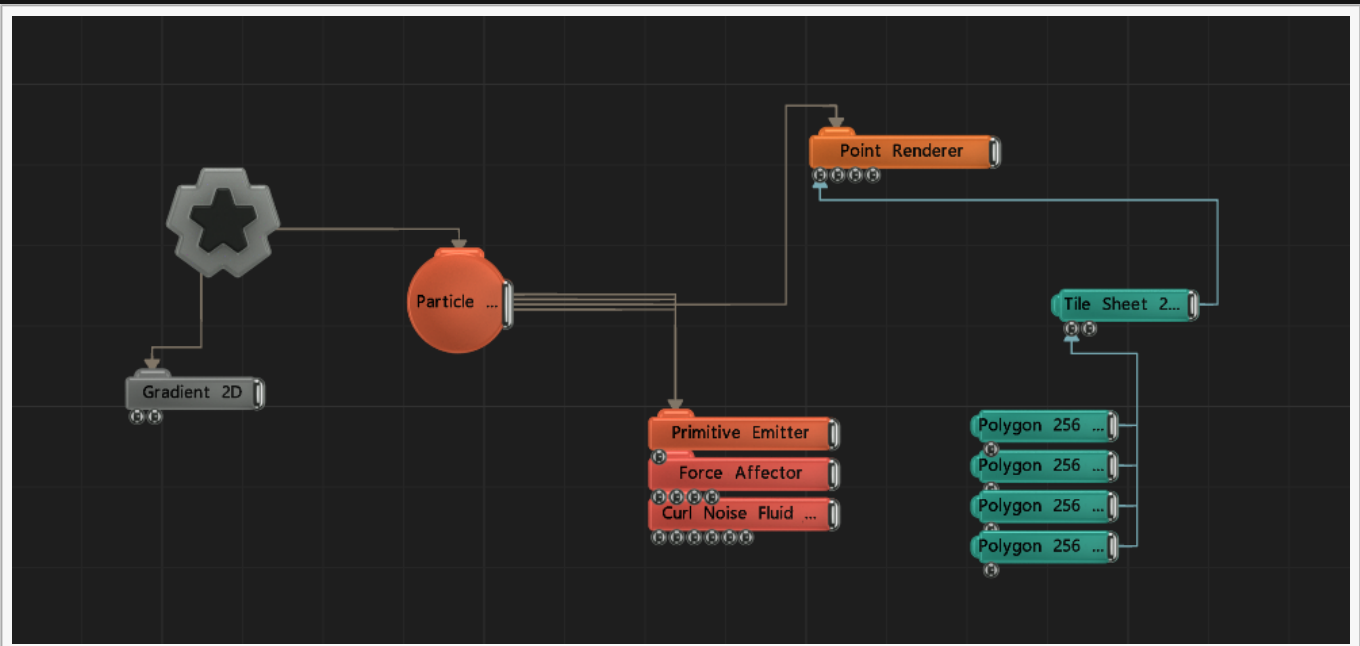 Point Renderer
Particle ...
Tile Sheet 2...
Gradient 2D
Primitive Emitter
Force Affector
Curl Noise Fluid ...
Polygon 256 ...
Polygon 256 ...
Polygon 256 ...
Polygon 256 ...